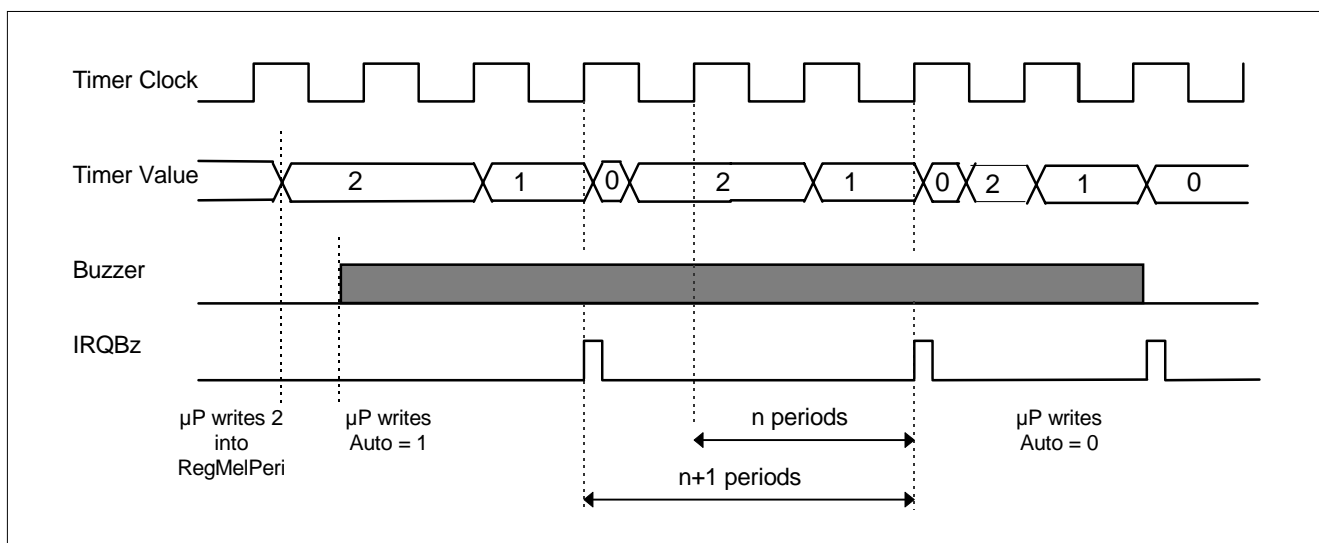 Timer Clock
Timer Value
2 1 0 2 1 0 2 1 0
Buzzer
IRQBz
µP writes 2
into
RegMelPeri
µP writes
Auto = 1
n periods
n+1 periods
µP writes
Auto = 0